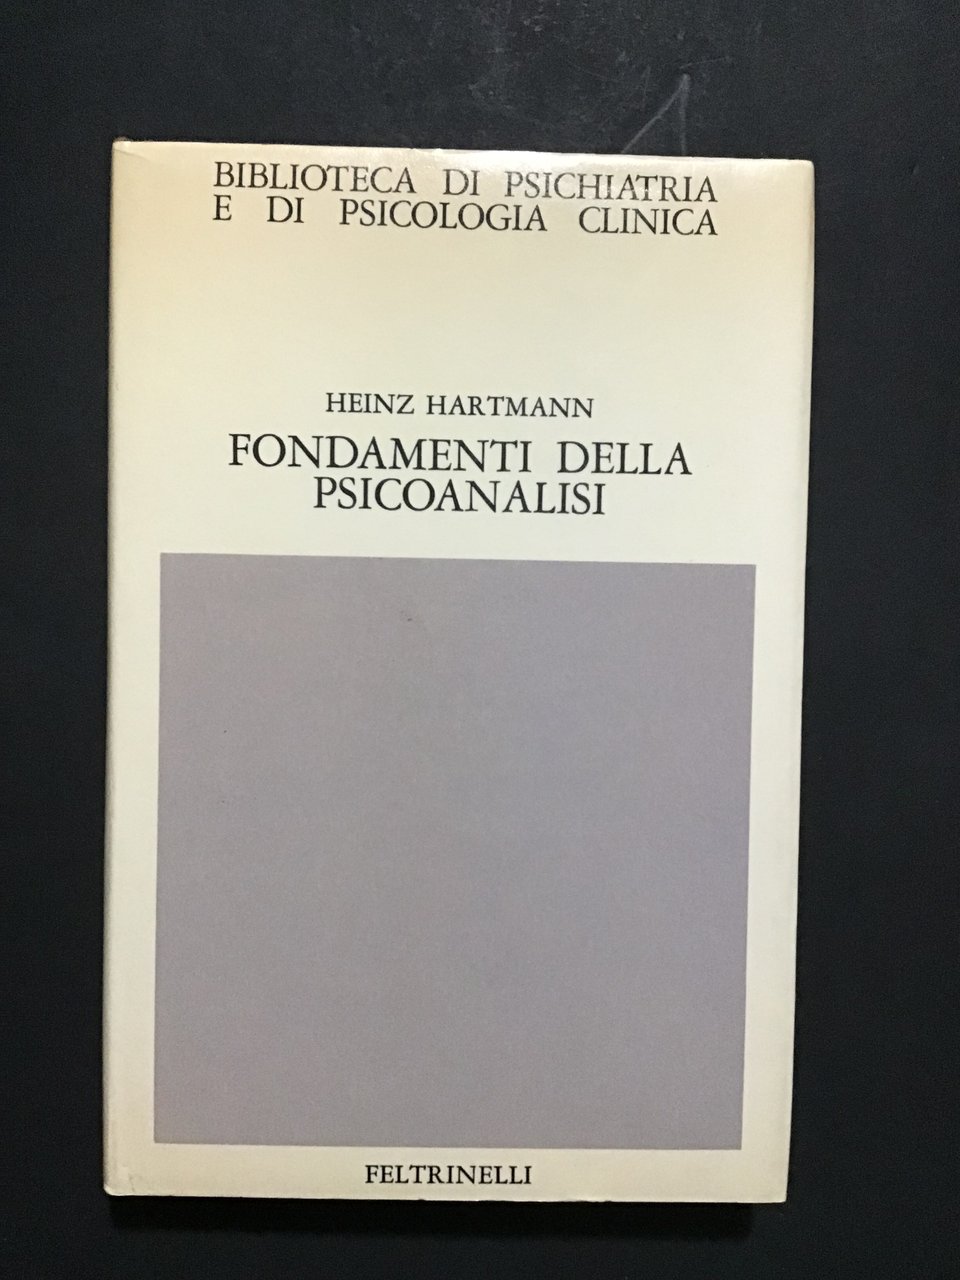 BIBLIOTECA DI PSICHIATRIA
E DI PSICOLOGIA CLINICA
HEINZ HARTMANN
FONDAMENTI DELLA
PSICOANALISI
FELTRINELLI